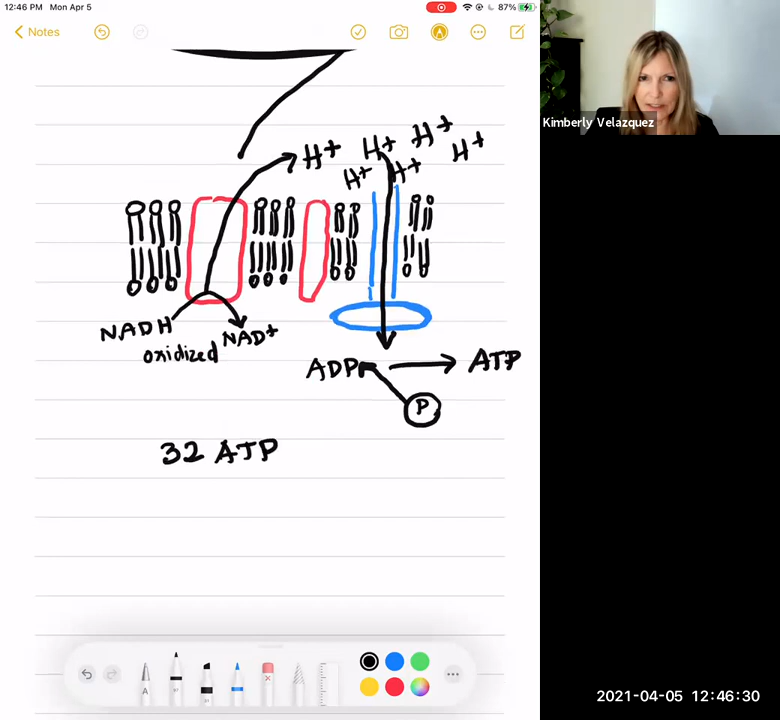 12:46 PM Mon Apr 5
87%
Notes
H+ H+ H+ H+
H+ H+
NADH NAD+
oxidized
ADP ATP
P
32 ATP
A
Kimberly Velazquez
2021-04-05 12:46:30